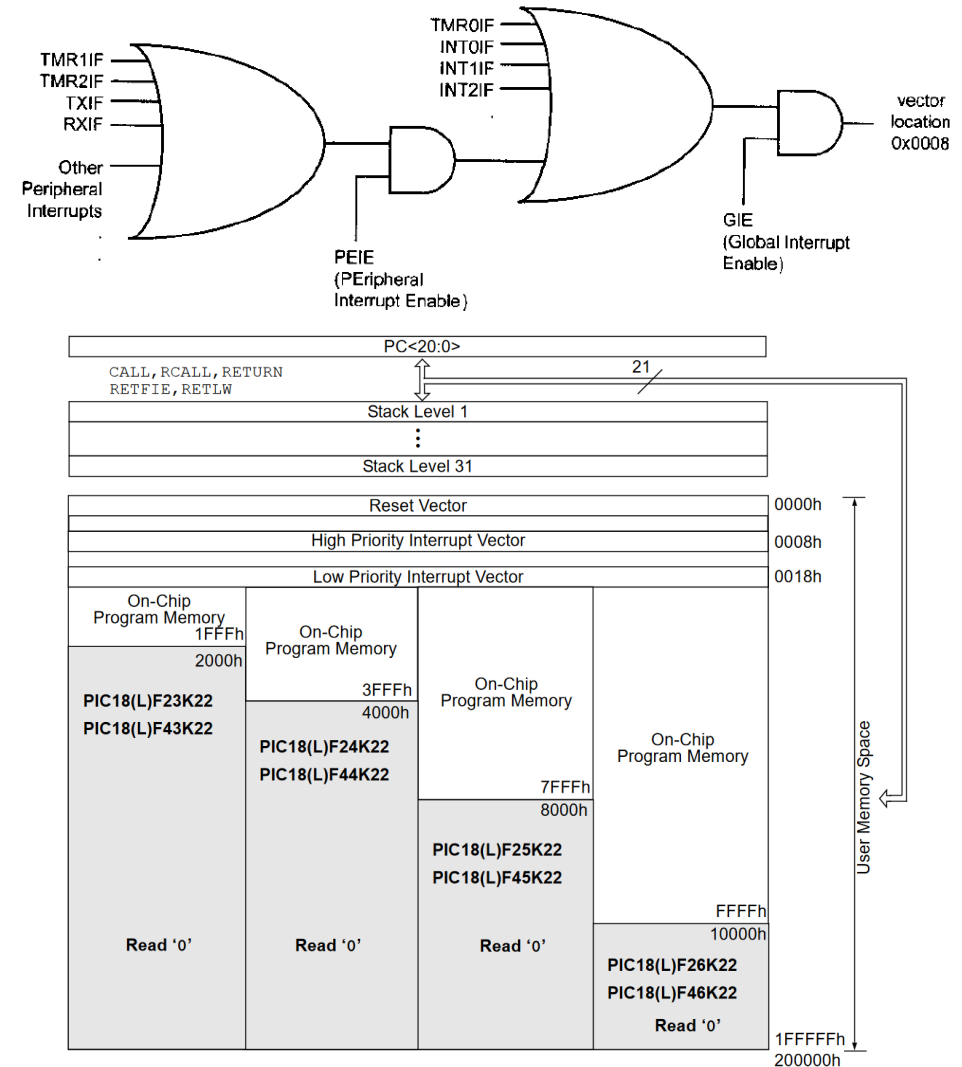 TMR1IF
TMR2IF
TXIF
RXIF
Other
Peripheral
Interrupts
PEIE
(PEripheral
Interrupt Enable)
TMR0IF
INT0IF
INT1IF
INT2IF
GIE
(Global Interrupt
Enable)
vector
location
0x0008
PC<20:0>
CALL,RCALL,RETURN
RETFIE,RETLW
21
Stack Level 1
Stack Level 31
Reset Vector
0000h
High Priority Interrupt Vector
0008h
Low Priority Interrupt Vector
0018h
On-Chip
Program Memory
1FFFh
2000h
PIC18(L)F23K22
PIC18(L)F43K22
Read ‘0’
On-Chip
Program Memory
3FFFh
4000h
PIC18(L)F24K22
PIC18(L)F44K22
Read ‘0’
On-Chip
Program Memory
7FFFh
8000h
PIC18(L)F25K22
PIC18(L)F45K22
Read ‘0’
On-Chip
Program Memory
FFFFh
10000h
PIC18(L)F26K22
PIC18(L)F46K22
Read ‘0’
1FFFFFh
200000h
User Memory Space